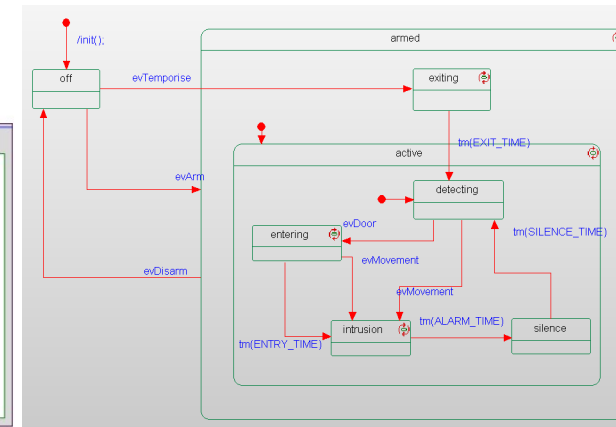 armed
/init();
off
evTemporise
exiting
tm(EXIT_TIME)
active
evArm
detecting
evDoor
entering
tm(SILENCE_TIME)
evMovement
evDisarm
evMovement
tm(ALARM_TIME)
intrusion
silence
tm(ENTRY_TIME)